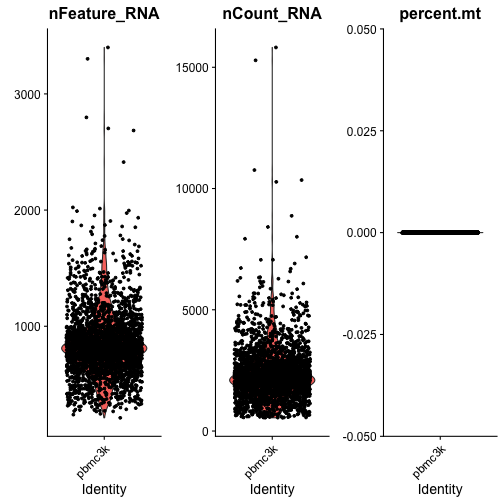 nFeature_RNA
3000
2000
1000
pbmc3k
Identity
nCount_RNA
15000
10000
5000
0
pbmc3k
Identity
percent.mt
0.050
0.025
0.000
-0.025
-0.050
pbmc3k
Identity